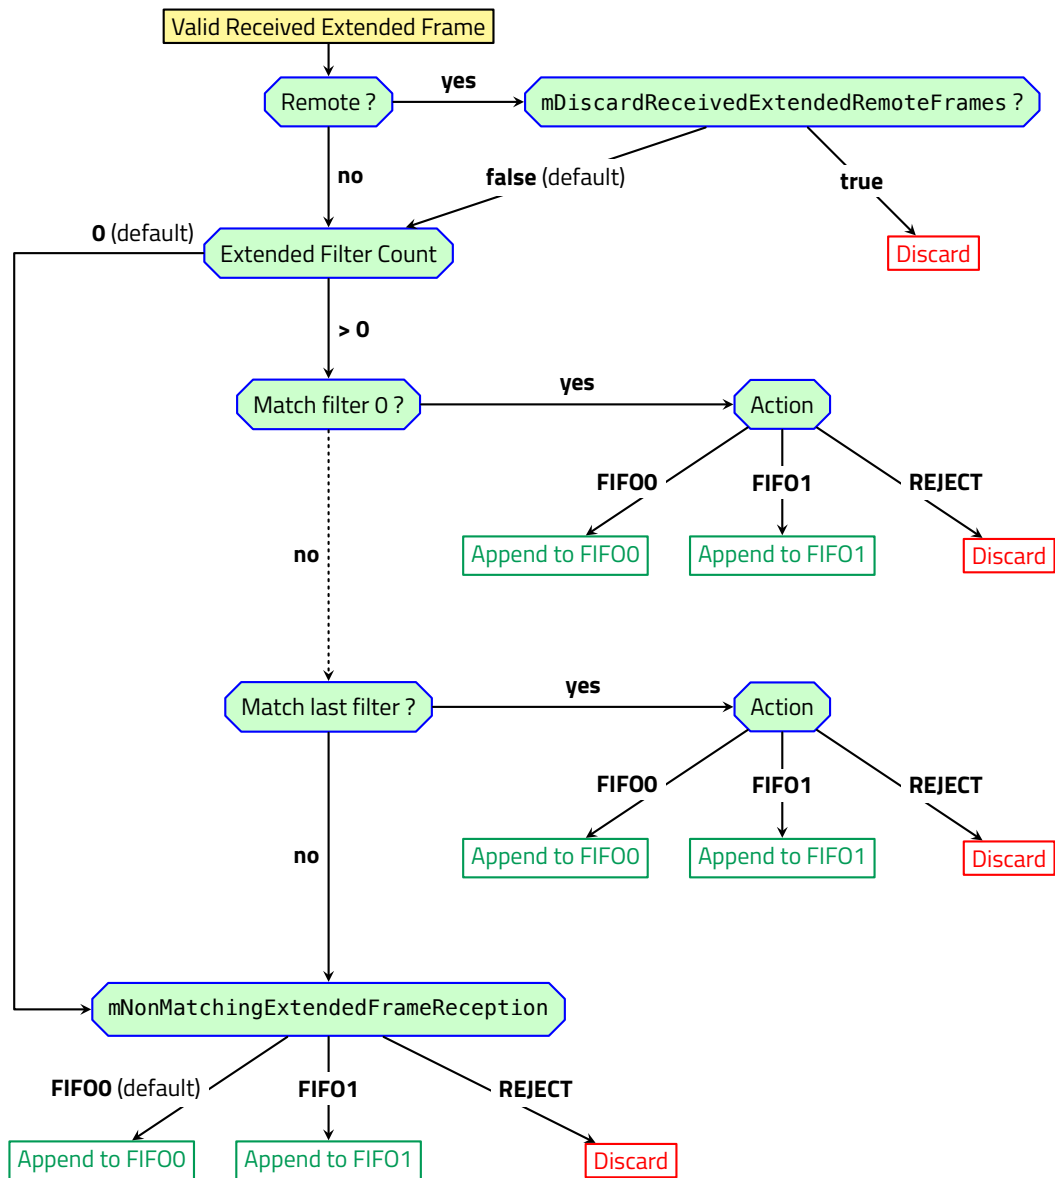 Valid Received Extended Frame
Remote ?
yes
mDiscardReceivedExtendedRemoteFrames ?
no
false (default)
true
0 (default)
Extended Filter Count
Discard
> 0
Match filter 0 ?
yes
Action
FIFO0
FIFO1
REJECT
no
Append to FIFO0
Append to FIFO1
Discard
Match last filter ?
yes
Action
FIFO0
FIFO1
REJECT
no
Append to FIFO0
Append to FIFO1
Discard
mNonMatchingExtendedFrameReception
FIFO0 (default)
FIFO1
REJECT
Append to FIFO0
Append to FIFO1
Discard